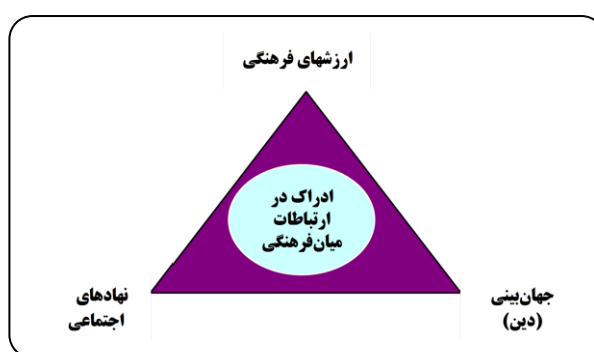 ارزشهای فرهنگی
ادراک در
ارتباطات
میان‌فرهنگی
جهان‌بینی
(دین)
نهادهای
اجتماعی